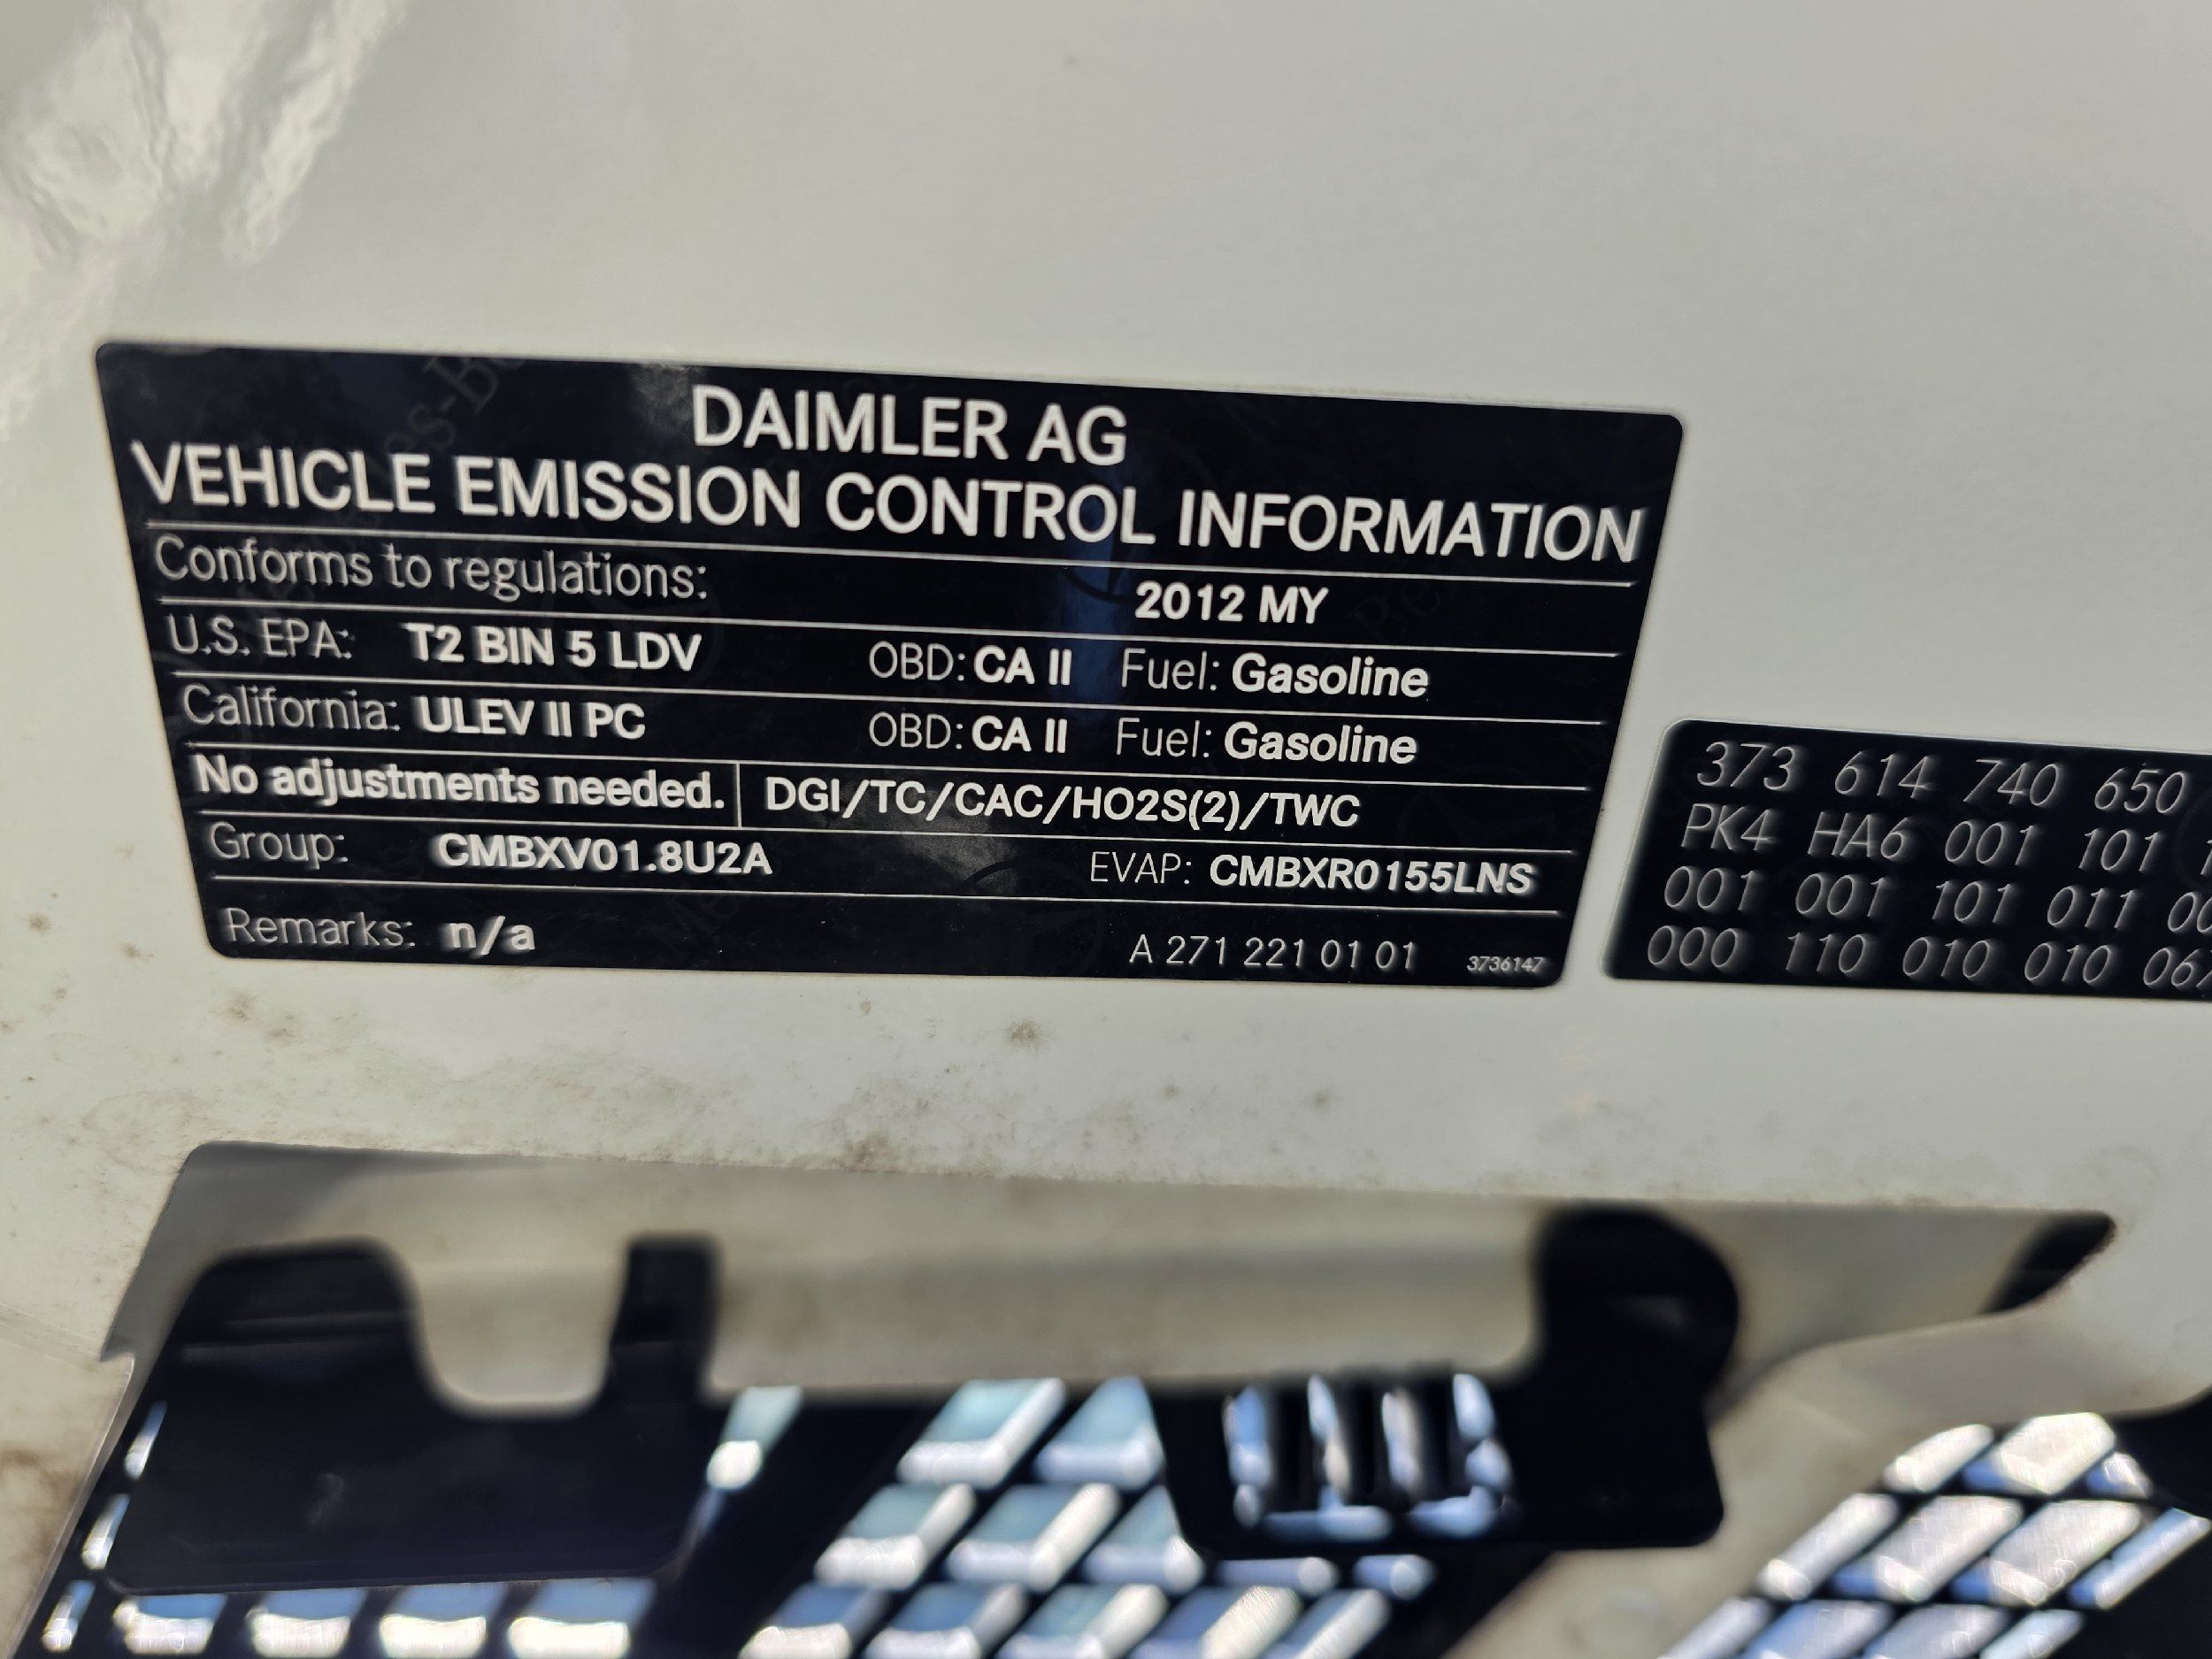 DAIMLER AG
VEHICLE EMISSION CONTROL INFORMATION
Conforms to regulations: 2012 MY
U.S. EPA: T2 BIN 5 LDV OBD: CA II Fuel: Gasoline
California: ULEV II PC OBD: CA II Fuel: Gasoline
No adjustments needed. DGI/TC/CAC/HO2S(2)/TWC
Group: CMBXV01.8U2A EVAP: CMBXR0155LNS
Remarks: n/a A 271 221 01 01 3736147
373 614 740 650
PK4 HA6 001 101
001 001 101 011
000 110 010 010